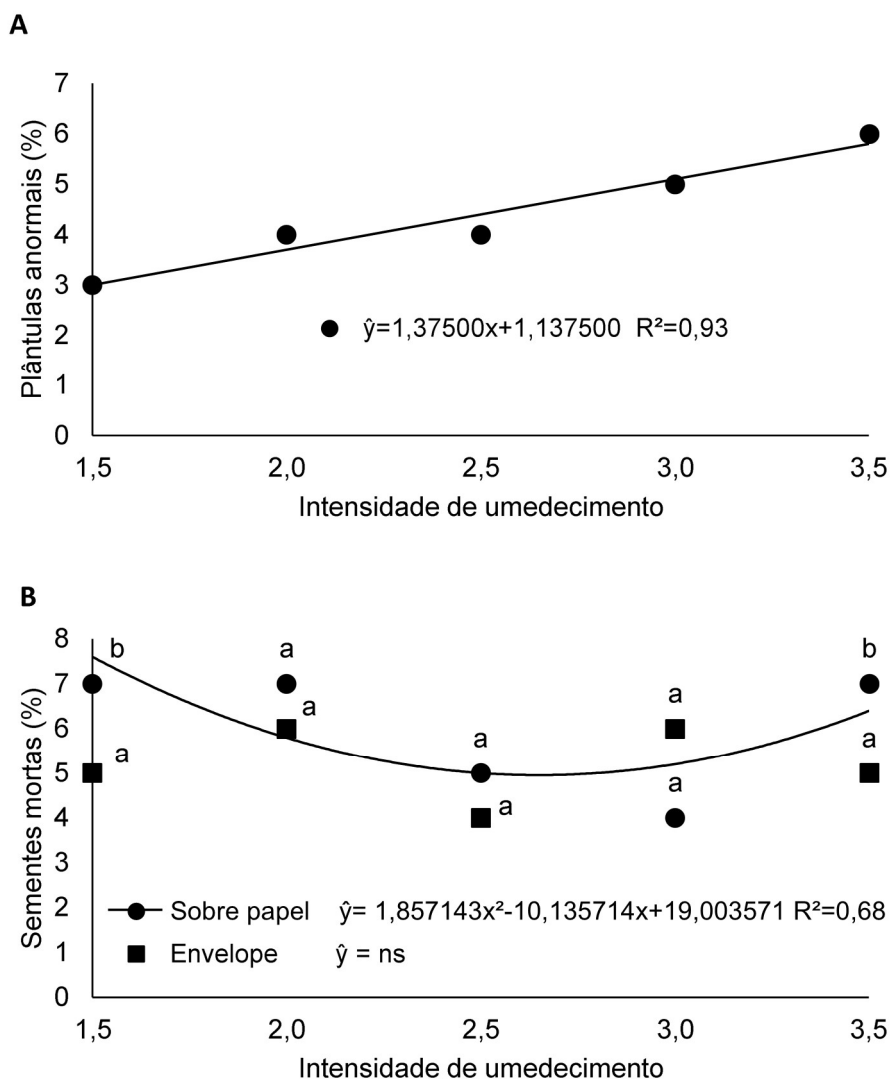 A
Plântulas anormais (%)
7
6
5
4
3
2
1
0
ŷ=1,37500x+1,137500 R²=0,93
1,5 2,0 2,5 3,0 3,5
Intensidade de umedecimento
B
Sementes mortas (%)
8
7
6
5
4
3
2
1
0
b a b
a a a a
a a a
Sobre papel ŷ= 1,857143x²-10,135714x+19,003571 R²=0,68
Envelope ŷ = ns
1,5 2,0 2,5 3,0 3,5
Intensidade de umedecimento